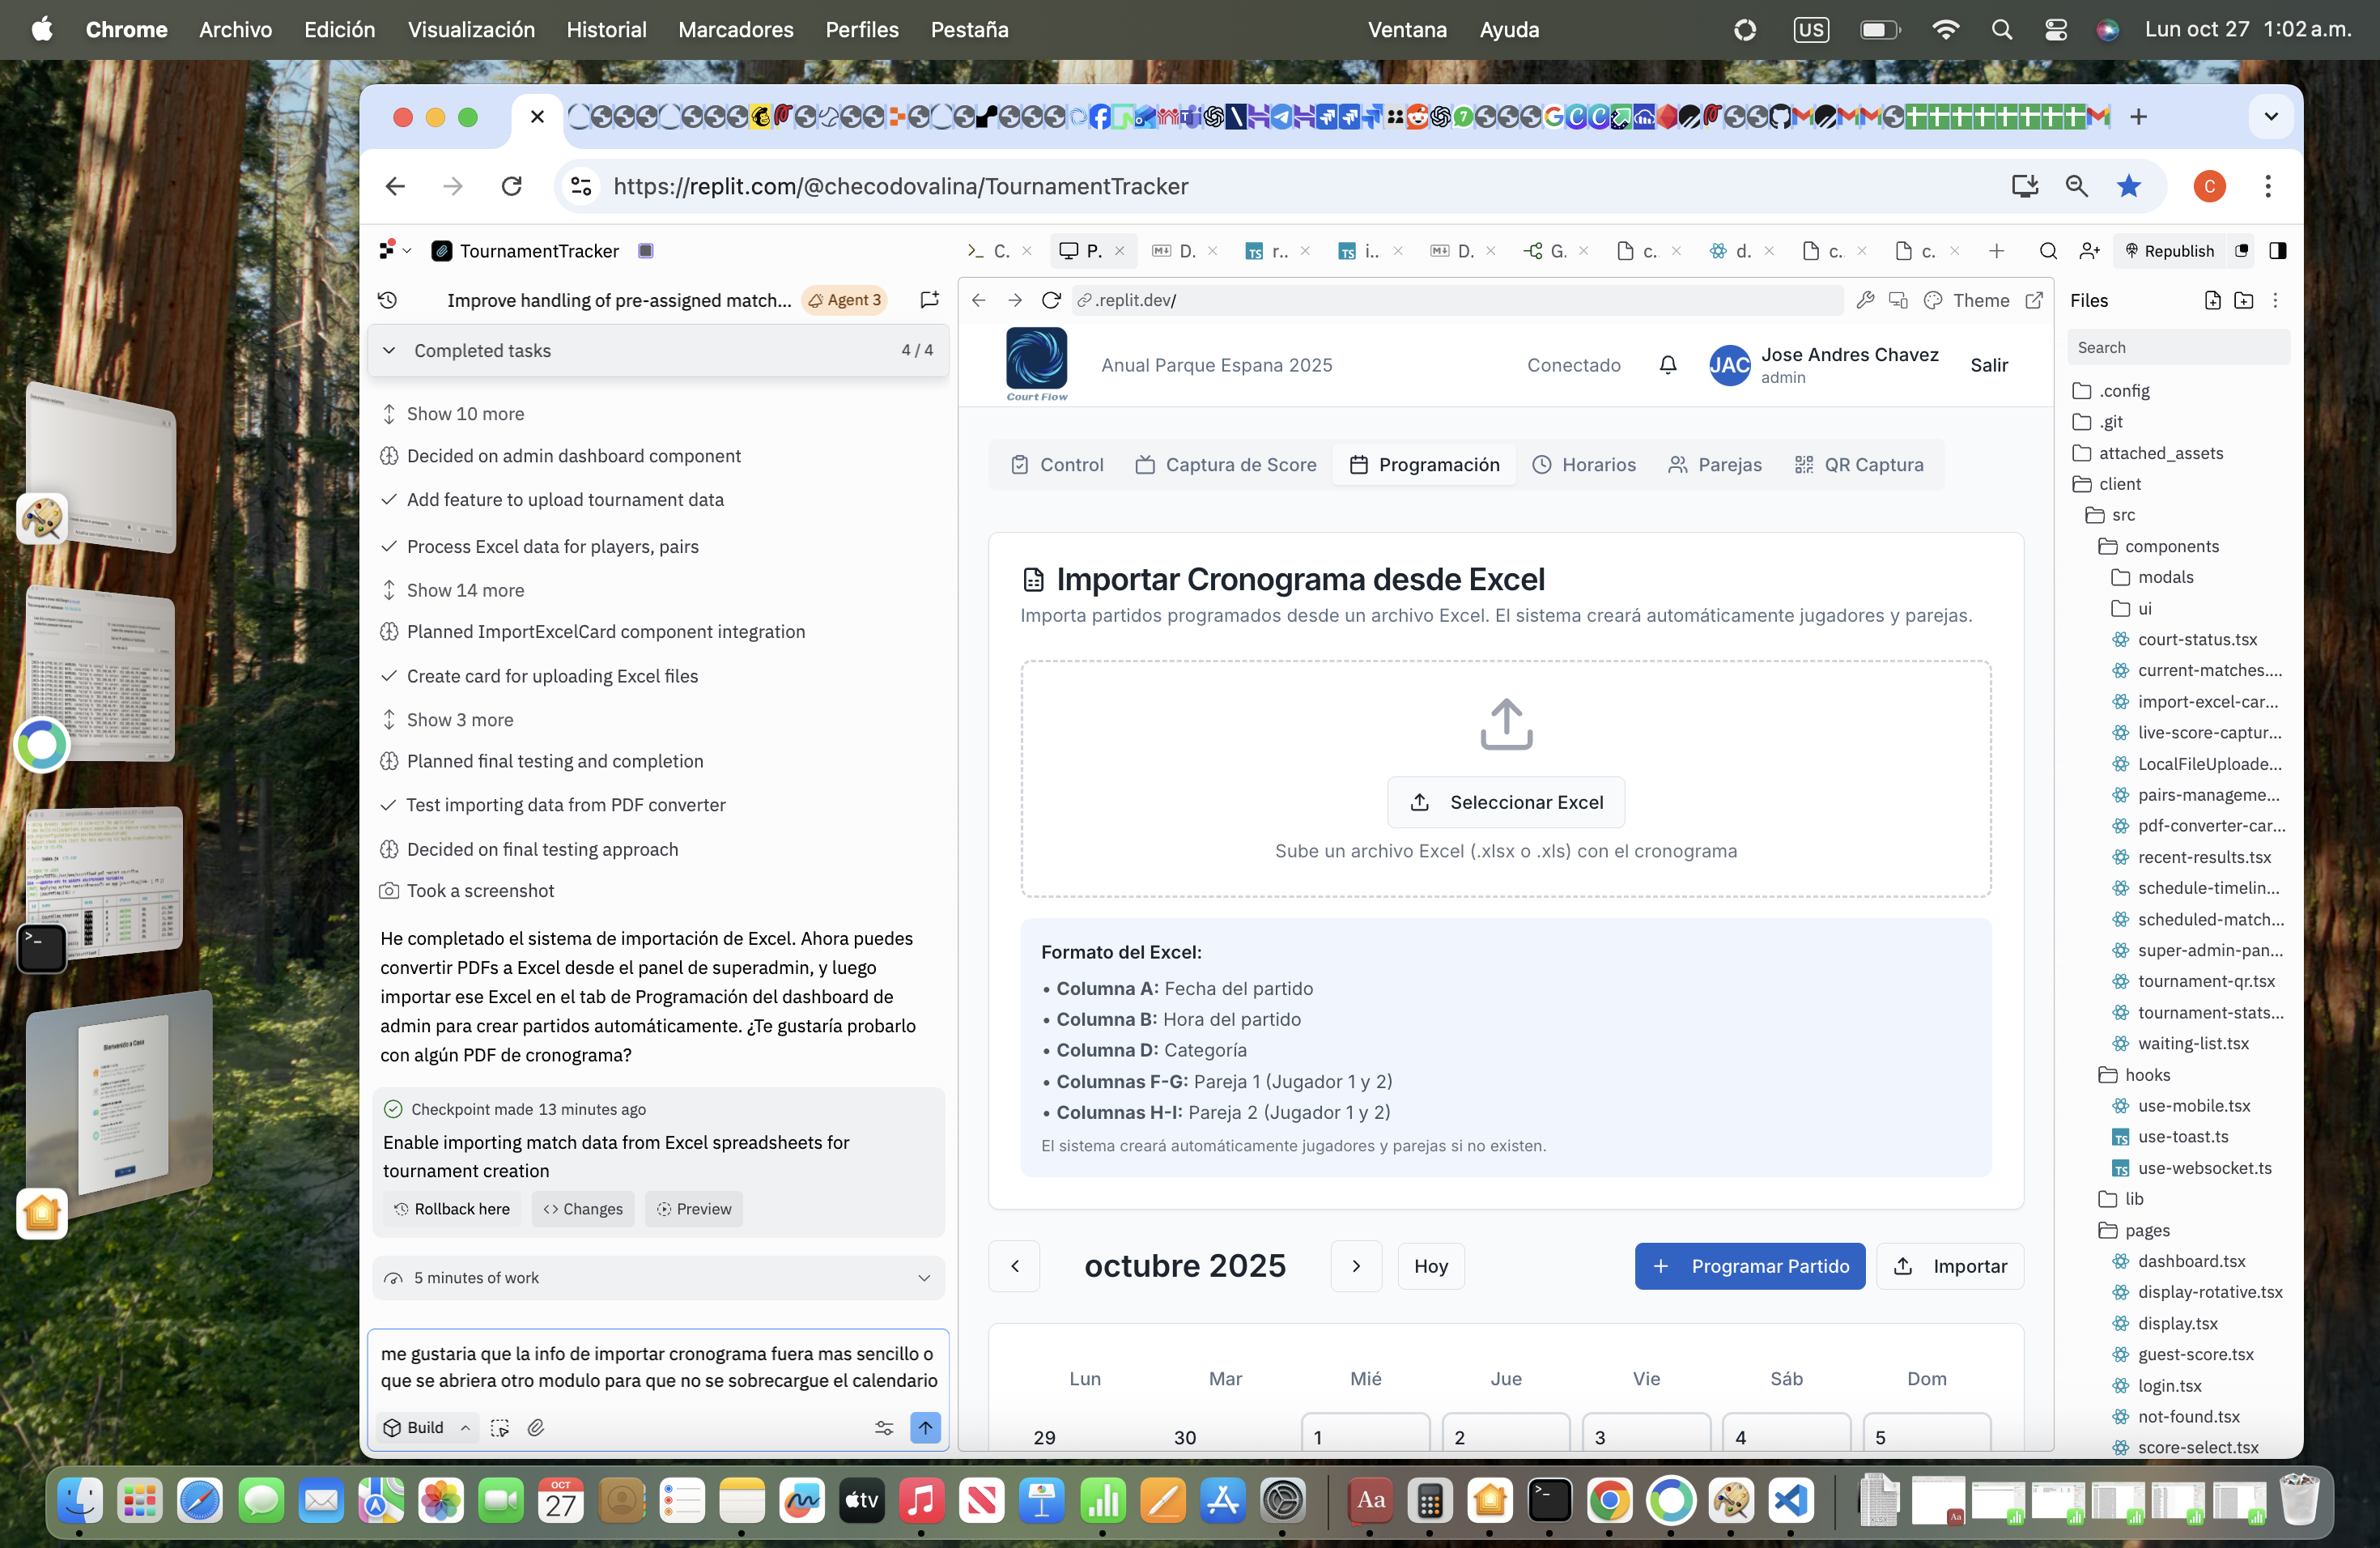 Chrome Archivo Edición Visualización Historial Marcadores Perfiles Pestaña Ventana Ayuda US Lun oct 27 1:02 a.m.
https://replit.com/@checodovalina/TournamentTracker
C
TournamentTracker
C. P. D. r.. i.. D. G. c. d. c. c. Republish
Improve handling of pre-assigned match... Agent 3
.replit.dev/ Theme
Files
Completed tasks 4 / 4
Show 10 more
Decided on admin dashboard component
Add feature to upload tournament data
Process Excel data for players, pairs
Show 14 more
Planned ImportExcelCard component integration
Create card for uploading Excel files
Show 3 more
Planned final testing and completion
Test importing data from PDF converter
Decided on final testing approach
Took a screenshot
He completado el sistema de importación de Excel. Ahora puedes
convertir PDFs a Excel desde el panel de superadmin, y luego
importar ese Excel en el tab de Programación del dashboard de
admin para crear partidos automáticamente. ¿Te gustaría probarlo
con algún PDF de cronograma?
Checkpoint made 13 minutes ago
Enable importing match data from Excel spreadsheets for
tournament creation
Rollback here Changes Preview
5 minutes of work
me gustaria que la info de importar cronograma fuera mas sencillo o
que se abriera otro modulo para que no se sobrecargue el calendario
Build
Court Flow
Anual Parque Espana 2025
Conectado
JAC
Jose Andres Chavez
admin
Salir
Control Captura de Score Programación Horarios Parejas QR Captura
Importar Cronograma desde Excel
Importa partidos programados desde un archivo Excel. El sistema creará automáticamente jugadores y parejas.
Seleccionar Excel
Sube un archivo Excel (.xlsx o .xls) con el cronograma
Formato del Excel:
• Columna A: Fecha del partido
• Columna B: Hora del partido
• Columna D: Categoría
• Columnas F-G: Pareja 1 (Jugador 1 y 2)
• Columnas H-I: Pareja 2 (Jugador 1 y 2)
El sistema creará automáticamente jugadores y parejas si no existen.
octubre 2025
Hoy
Programar Partido
Importar
Lun Mar Mié Jue Vie Sáb Dom
29 30 1 2 3 4 5
Search
.config
.git
attached_assets
client
src
components
modals
ui
court-status.tsx
current-matches....
import-excel-car...
live-score-captur...
LocalFileUploade...
pairs-manageme...
pdf-converter-car...
recent-results.tsx
schedule-timelin...
scheduled-match...
super-admin-pan...
tournament-qr.tsx
tournament-stats...
waiting-list.tsx
hooks
use-mobile.tsx
use-toast.ts
use-websocket.ts
lib
pages
dashboard.tsx
display-rotative.tsx
display.tsx
guest-score.tsx
login.tsx
not-found.tsx
score-select.tsx
Bienvenido a Casa
OCT
27
tv
Aa